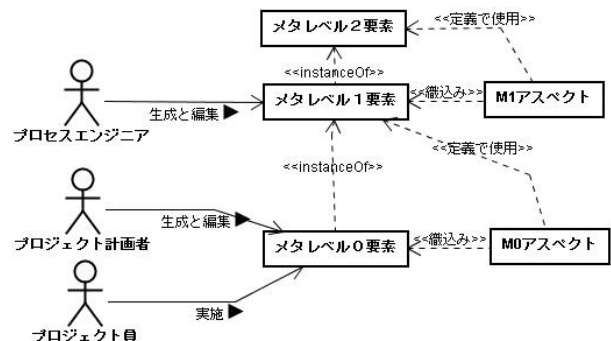 メタレベル2要素
<<定義で使用>>
<<instanceOf>>
メタレベル1要素
<<織込み>>
M1アスペクト
生成と編集▶
プロセスエンジニア
<<定義で使用>>
<<instanceOf>>
生成と編集▶
プロジェクト計画者
メタレベル0要素
<<織込み>>
M0アスペクト
実施▶
プロジェクト員